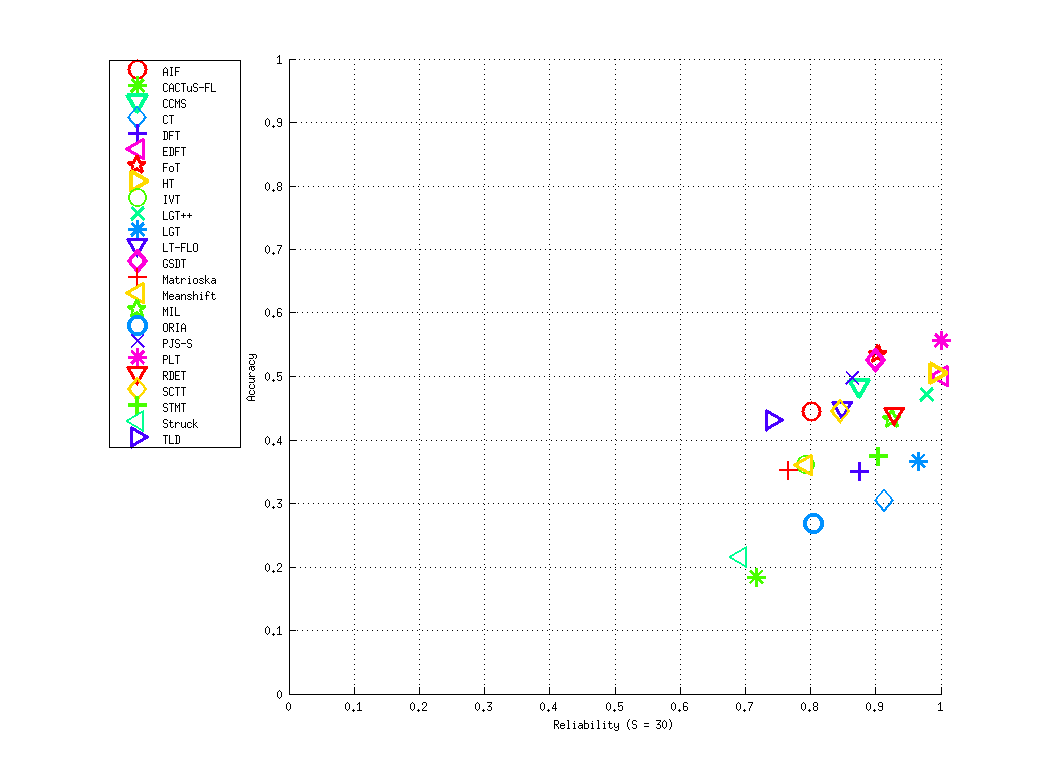 AIF
CACTuS-FL
CCMS
CT
DFT
EDFT
FoT
HT
IVT
LGT++
LGT
LT-FLO
GSDT
Matrioska
Meanshift
MIL
ORIA
PJS-S
PLT
RDET
SCTT
STMT
Struck
TLD
1
0.9
0.8
0.7
0.6
0.5
0.4
0.3
0.2
0.1
0
Accuracy
0 0.1 0.2 0.3 0.4 0.5 0.6 0.7 0.8 0.9 1
Reliability (S = 30)